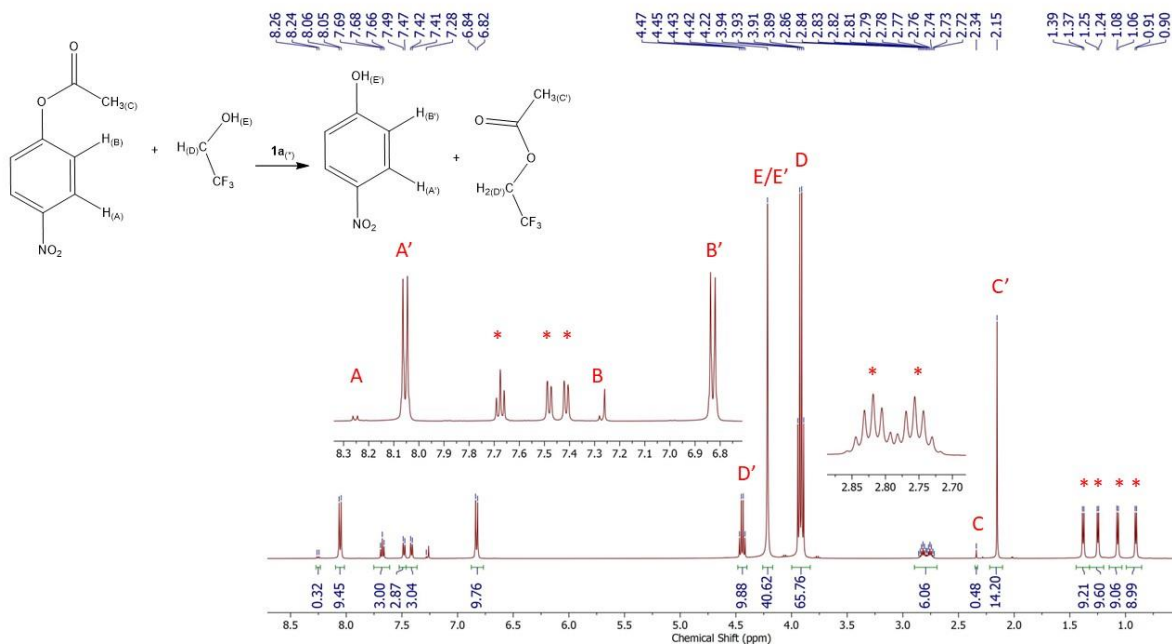 8.26 8.24 8.06 8.05 7.69 7.68 7.66 7.49 7.47 7.42 7.41 7.28 6.84 6.82
4.47 4.45 4.43 4.42 4.22 3.94 3.93 3.91 3.89 2.86 2.84 2.83 2.82 2.81 2.79 2.78 2.77 2.76 2.74 2.73 2.72 2.34 2.15
1.39 1.37 1.25 1.24 1.08 1.06 0.91 0.90
O
O
CH3(C)
H(B)
H(A)
NO2
+
OH(E)
H(D)
CF3
1a(*)
OH(E')
H(B')
H(A')
NO2
+
CH3(C')
O
O
H2(D')C
CF3
A' B' E/E' D
* * *
A B
C'
* *
8.3 8.2 8.1 8.0 7.9 7.8 7.7 7.6 7.5 7.4 7.3 7.2 7.1 7.0 6.9 6.8
2.85 2.80 2.75 2.70
D' C * * * *
0.32 9.45 3.00 2.87 3.04 9.76 9.88 40.62 65.76 6.06 0.48 14.20 9.21 9.60 9.06 8.99
8.5 8.0 7.5 7.0 6.5 6.0 5.5 5.0 4.5 4.0 3.5 3.0 2.5 2.0 1.5 1.0
Chemical Shift (ppm)